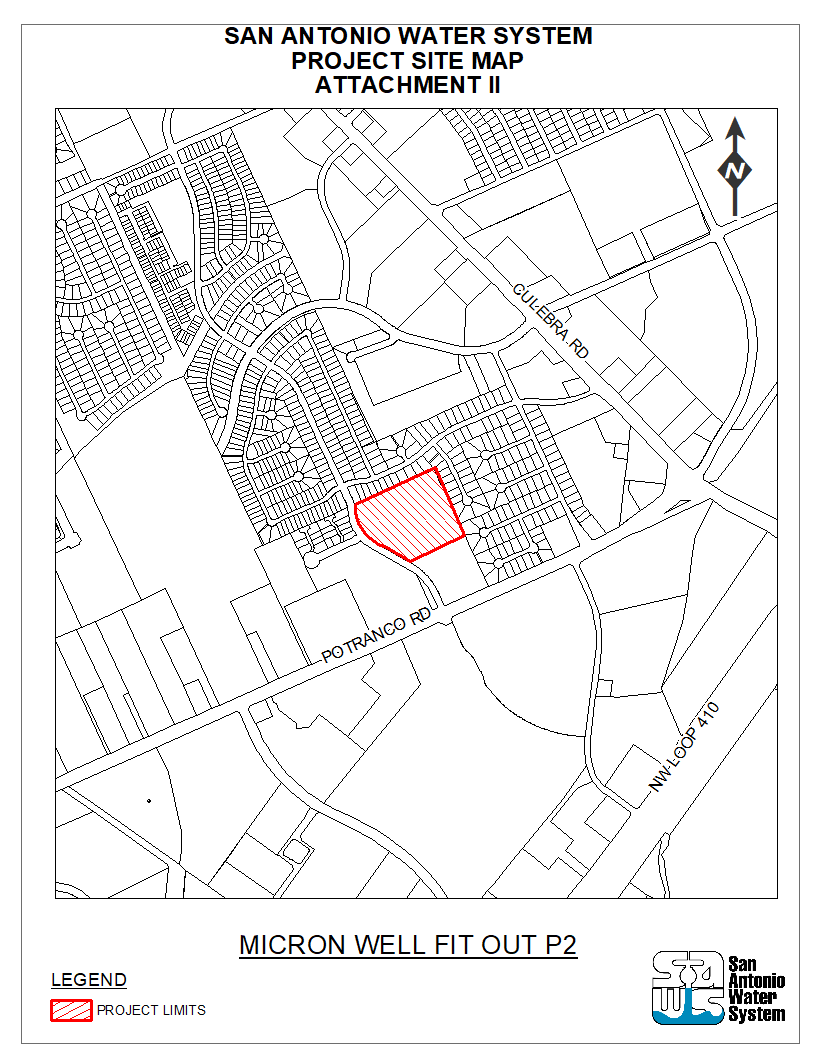 SAN ANTONIO WATER SYSTEM
PROJECT SITE MAP
ATTACHMENT II
N
CULEBRA RD
POTRANCO RD
NW LOOP 410
MICRON WELL FIT OUT P2
LEGEND
PROJECT LIMITS
SAWS
San
Antonio
Water
System